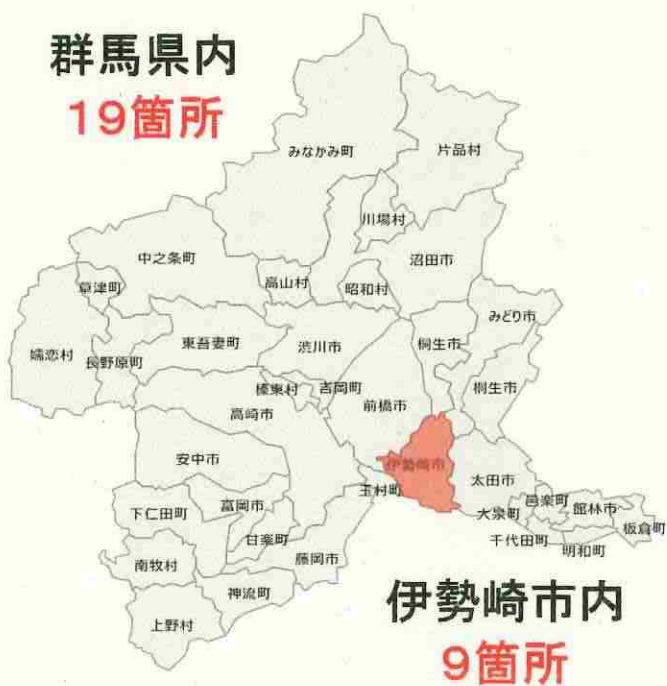 群馬県内
19箇所
みなかみ町
片品村
川場村
中之条町
沼田市
高山村
昭和村
草津町
みどり市
嬬恋村
長野原町
東吾妻町
渋川市
桐生市
桐生市
榛東村
吉岡町
前橋市
高崎市
安中市
伊勢崎市
太田市
玉村町
下仁田町
富岡市
大泉町
邑楽町
館林市
板倉町
甘楽町
千代田町
明和町
南牧村
藤岡市
神流町
上野村
伊勢崎市内
9箇所